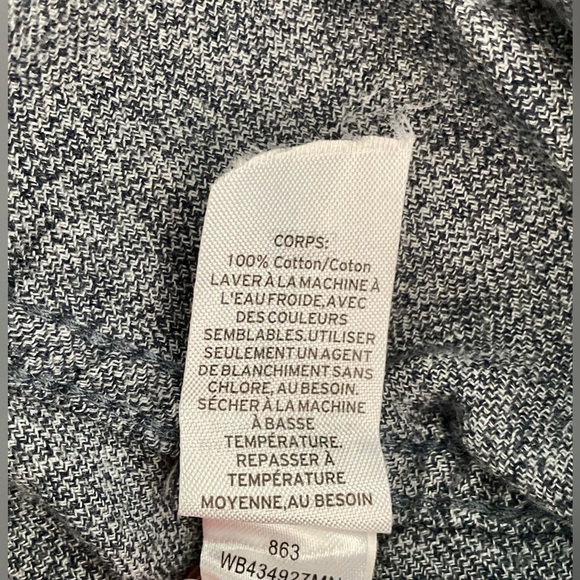 CORPS:
100% Cotton/Coton
LAVER À LA MACHINE À
L'EAU FROIDE, AVEC
DES COULEURS
SEMBLABLES. UTILISER
SEULEMENT UN AGENT
DE BLANCHIMENT SANS
CHLORE, AU BESOIN.
SÉCHER À LA MACHINE
À BASSE
TEMPÉRATURE.
REPASSER À
TEMPÉRATURE
MOYENNE, AU BESOIN
863